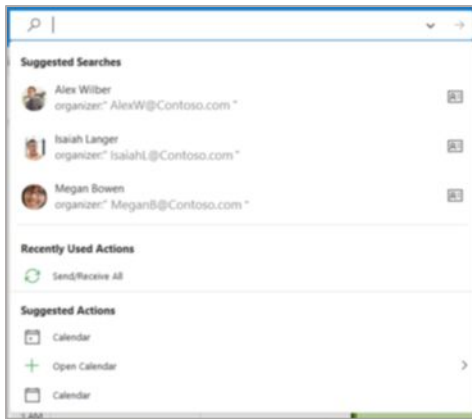 Suggested Searches
Alex Wilber
organizer:" AlexW@Contoso.com "
Isaiah Langer
organizer:" IsaiahL@Contoso.com "
Megan Bowen
organizer:" MeganB@Contoso.com "
Recently Used Actions
Send/Receive All
Suggested Actions
Calendar
Open Calendar
Calendar